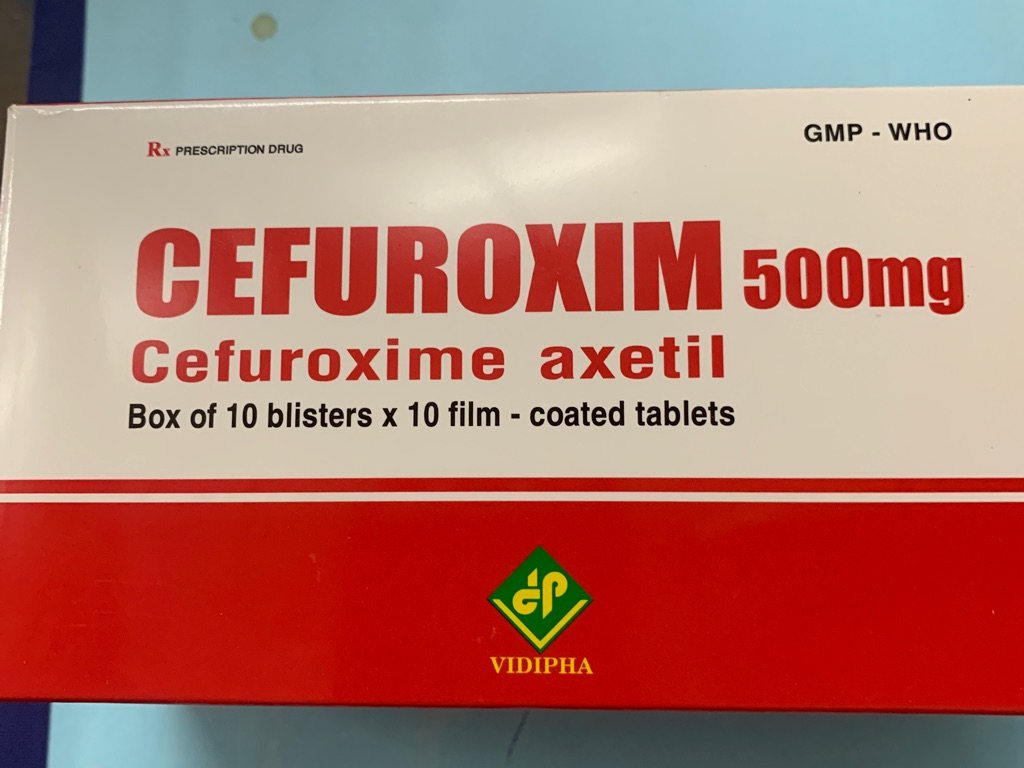 Rx PRESCRIPTION DRUG
GMP - WHO
CEFUROXIM 500mg
Cefuroxime axetil
Box of 10 blisters x 10 film - coated tablets
VIDIPHA